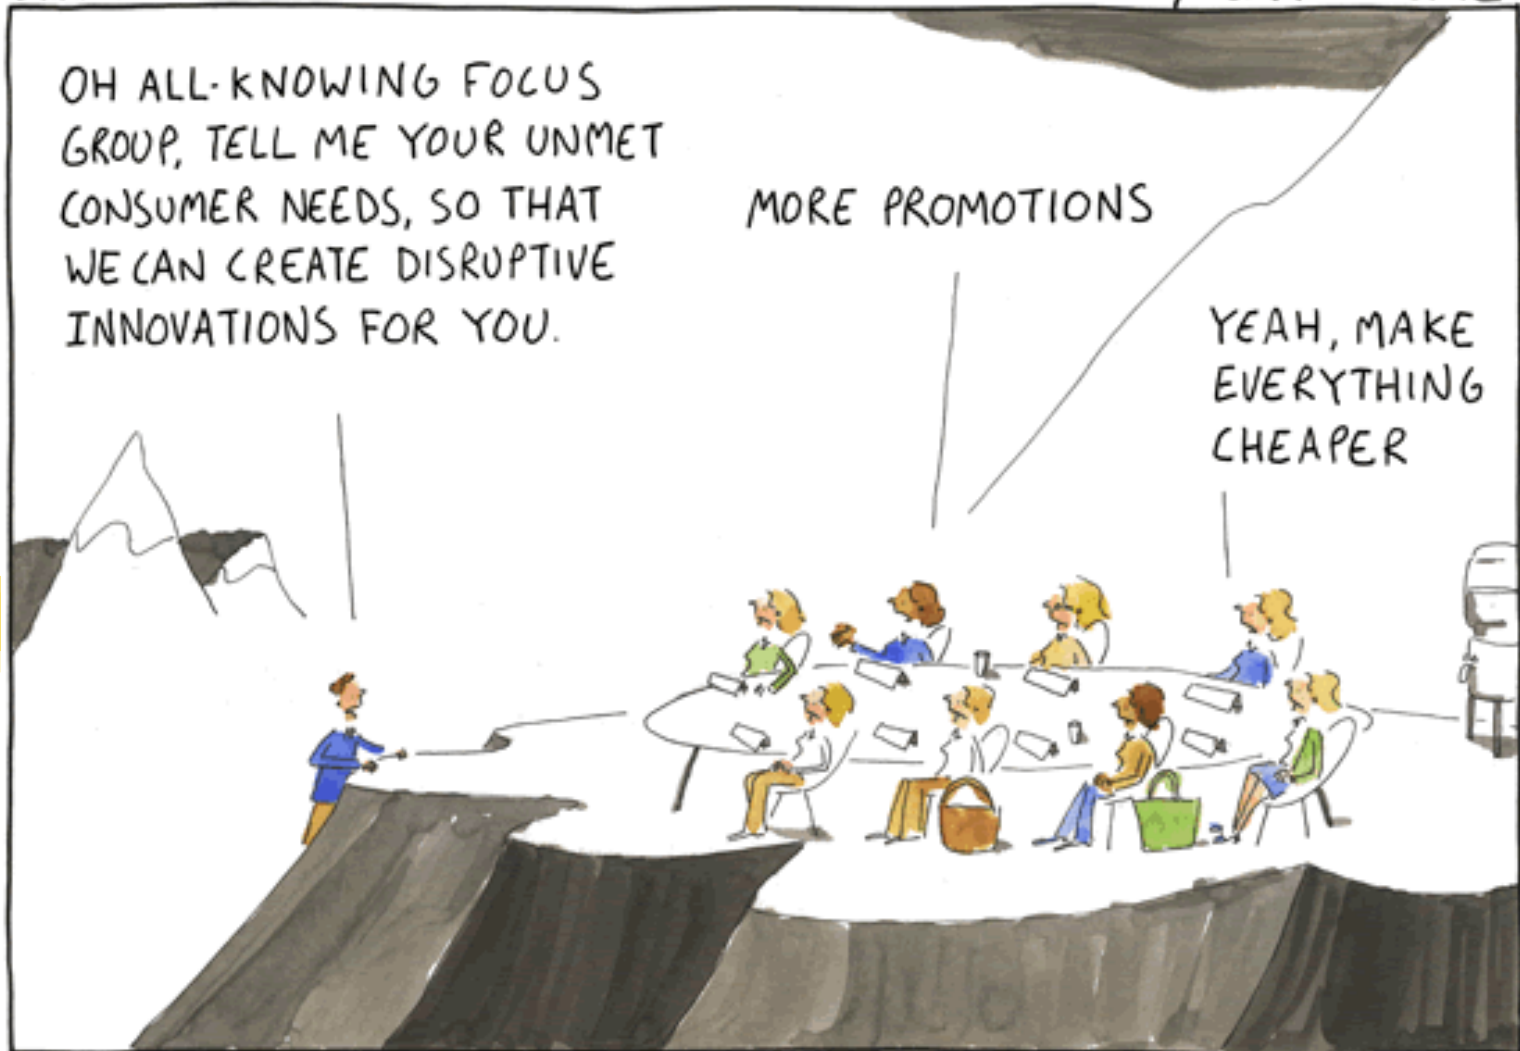 OH ALL-KNOWING FOCUS
GROUP, TELL ME YOUR UNMET
CONSUMER NEEDS, SO THAT
WE CAN CREATE DISRUPTIVE
INNOVATIONS FOR YOU.
MORE PROMOTIONS
YEAH, MAKE
EVERYTHING
CHEAPER